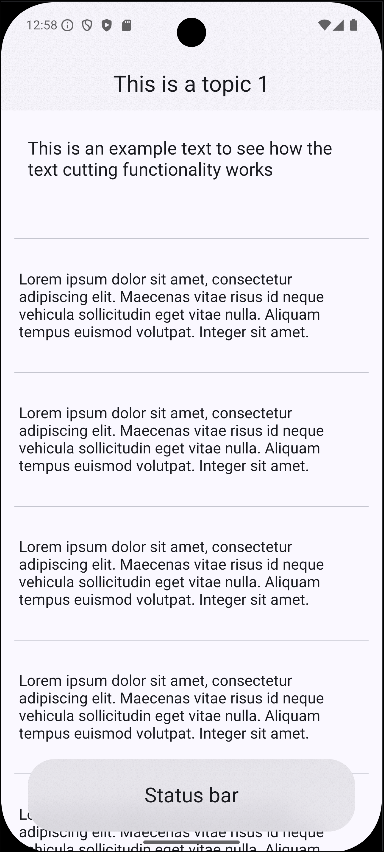 12:58
This is a topic 1
This is an example text to see how the
text cutting functionality works
Lorem ipsum dolor sit amet, consectetur
adipiscing elit. Maecenas vitae risus id neque
vehicula sollicitudin eget vitae nulla. Aliquam
tempus euismod volutpat. Integer sit amet.
Lorem ipsum dolor sit amet, consectetur
adipiscing elit. Maecenas vitae risus id neque
vehicula sollicitudin eget vitae nulla. Aliquam
tempus euismod volutpat. Integer sit amet.
Lorem ipsum dolor sit amet, consectetur
adipiscing elit. Maecenas vitae risus id neque
vehicula sollicitudin eget vitae nulla. Aliquam
tempus euismod volutpat. Integer sit amet.
Lorem ipsum dolor sit amet, consectetur
adipiscing elit. Maecenas vitae risus id neque
vehicula sollicitudin eget vitae nulla. Aliquam
tempus euismod volutpat. Integer sit amet.
Status bar
adipiscing elit. Maecenas vitae risus id neque